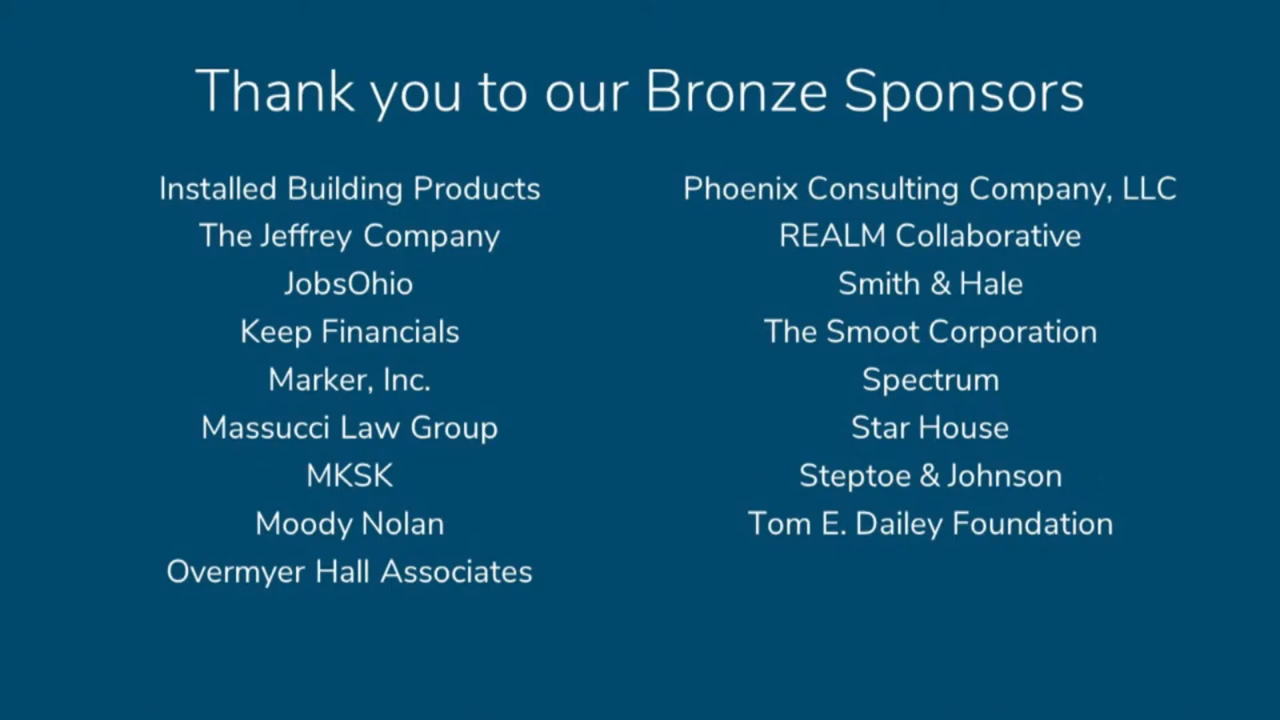 Thank you to our Bronze Sponsors
Installed Building Products
The Jeffrey Company
JobsOhio
Keep Financials
Marker, Inc.
Massucci Law Group
MKSK
Moody Nolan
Overmyer Hall Associates
Phoenix Consulting Company, LLC
REALM Collaborative
Smith & Hale
The Smoot Corporation
Spectrum
Star House
Steptoe & Johnson
Tom E. Dailey Foundation